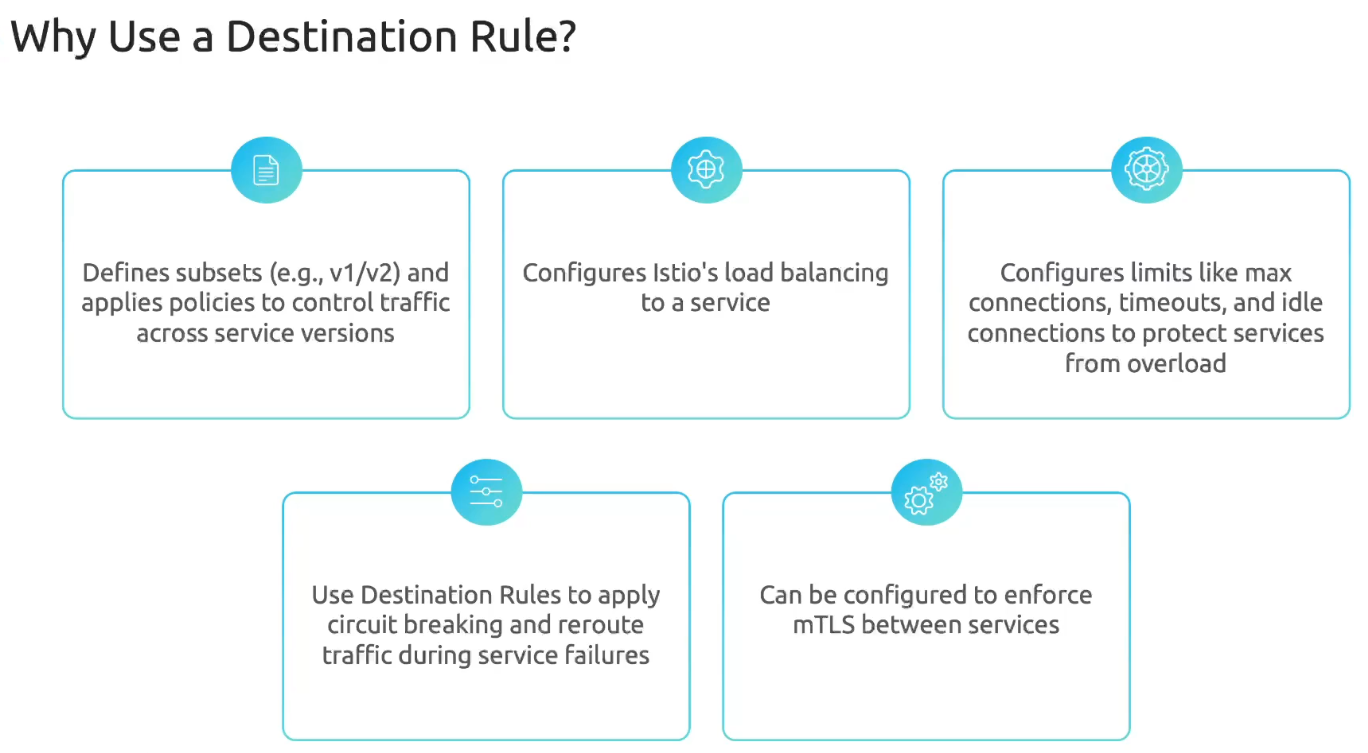 Why Use a Destination Rule?
Defines subsets (e.g., v1/v2) and
applies policies to control traffic
across service versions
Configures Istio's load balancing
to a service
Configures limits like max
connections, timeouts, and idle
connections to protect services
from overload
Use Destination Rules to apply
circuit breaking and reroute
traffic during service failures
Can be configured to enforce
mTLS between services